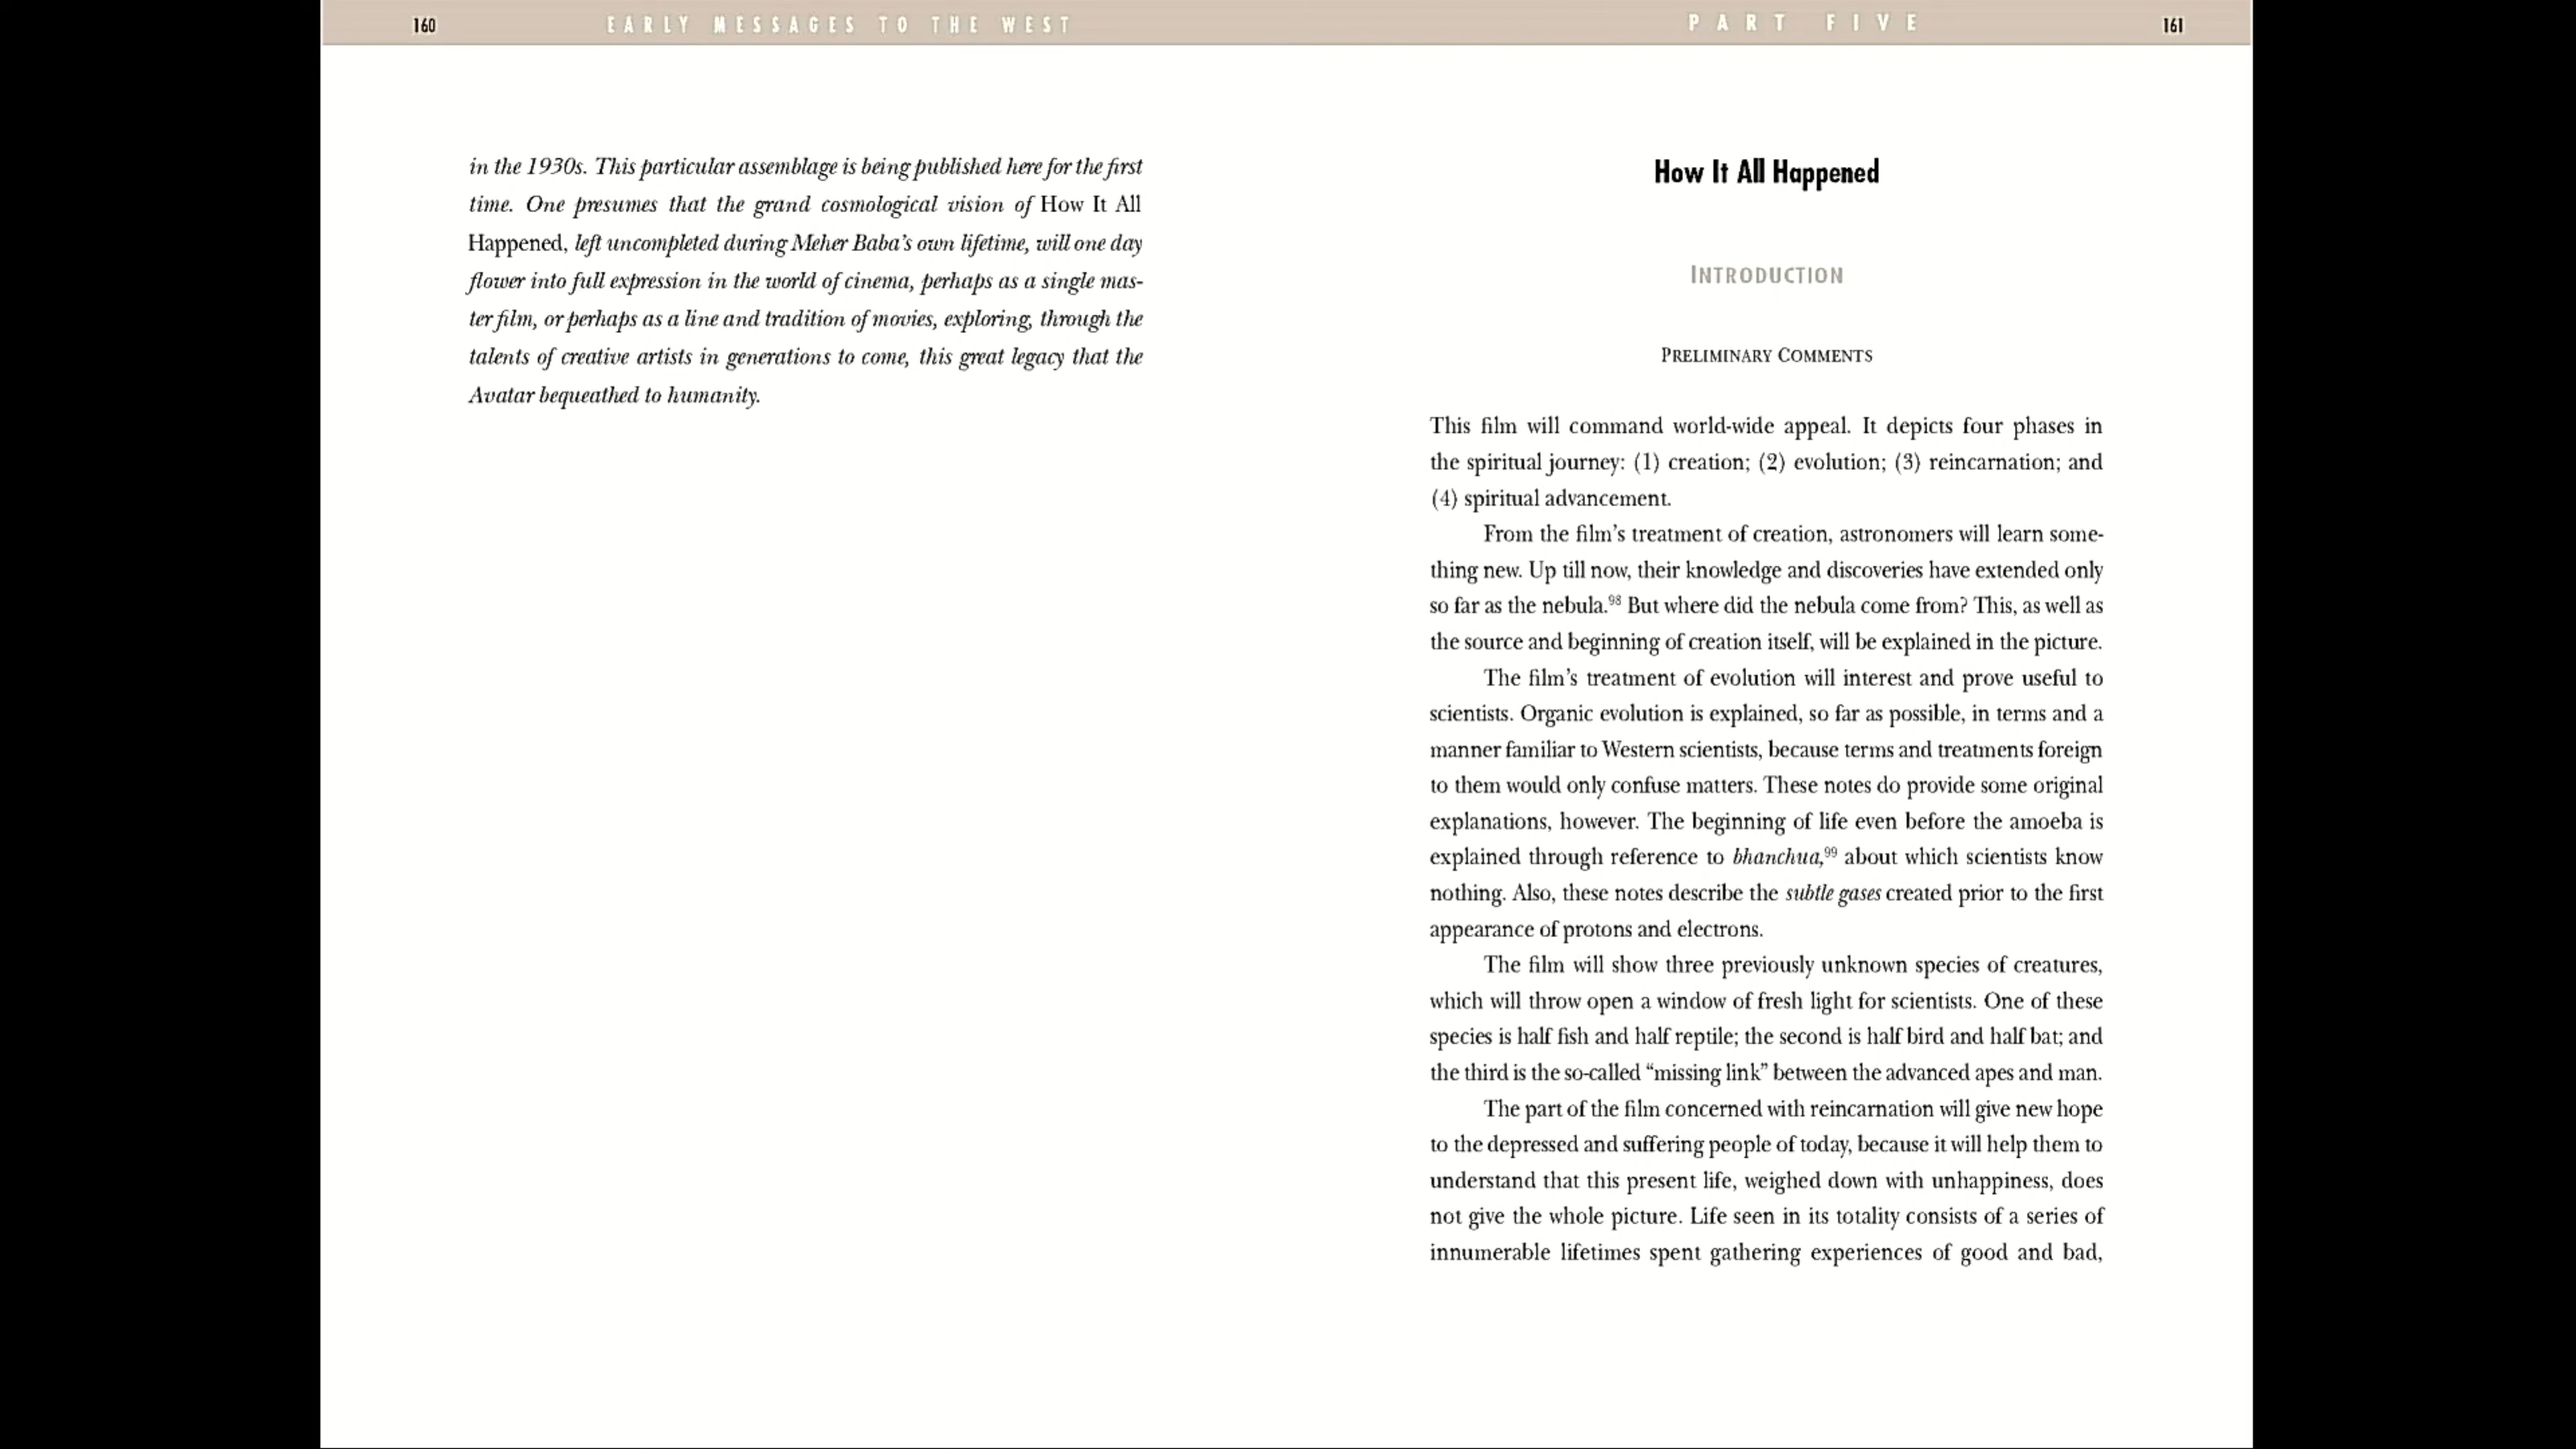 160
EARLY MESSAGES TO THE WEST
in the 1930s. This particular assemblage is being published here for the first
time. One presumes that the grand cosmological vision of How It All
Happened, left uncompleted during Meher Baba’s own lifetime, will one day
flower into full expression in the world of cinema, perhaps as a single mas-
ter film, or perhaps as a line and tradition of movies, exploring, through the
talents of creative artists in generations to come, this great legacy that the
Avatar bequeathed to humanity.
PART FIVE
161
How It All Happened
INTRODUCTION
PRELIMINARY COMMENTS
This film will command world-wide appeal. It depicts four phases in
the spiritual journey: (1) creation; (2) evolution; (3) reincarnation; and
(4) spiritual advancement.
From the film’s treatment of creation, astronomers will learn some-
thing new. Up till now, their knowledge and discoveries have extended only
so far as the nebula.98 But where did the nebula come from? This, as well as
the source and beginning of creation itself, will be explained in the picture.
The film’s treatment of evolution will interest and prove useful to
scientists. Organic evolution is explained, so far as possible, in terms and a
manner familiar to Western scientists, because terms and treatments foreign
to them would only confuse matters. These notes do provide some original
explanations, however. The beginning of life even before the amoeba is
explained through reference to bhanchua,99 about which scientists know
nothing. Also, these notes describe the subtle gases created prior to the first
appearance of protons and electrons.
The film will show three previously unknown species of creatures,
which will throw open a window of fresh light for scientists. One of these
species is half fish and half reptile; the second is half bird and half bat; and
the third is the so-called “missing link” between the advanced apes and man.
The part of the film concerned with reincarnation will give new hope
to the depressed and suffering people of today, because it will help them to
understand that this present life, weighed down with unhappiness, does
not give the whole picture. Life seen in its totality consists of a series of
innumerable lifetimes spent gathering experiences of good and bad,